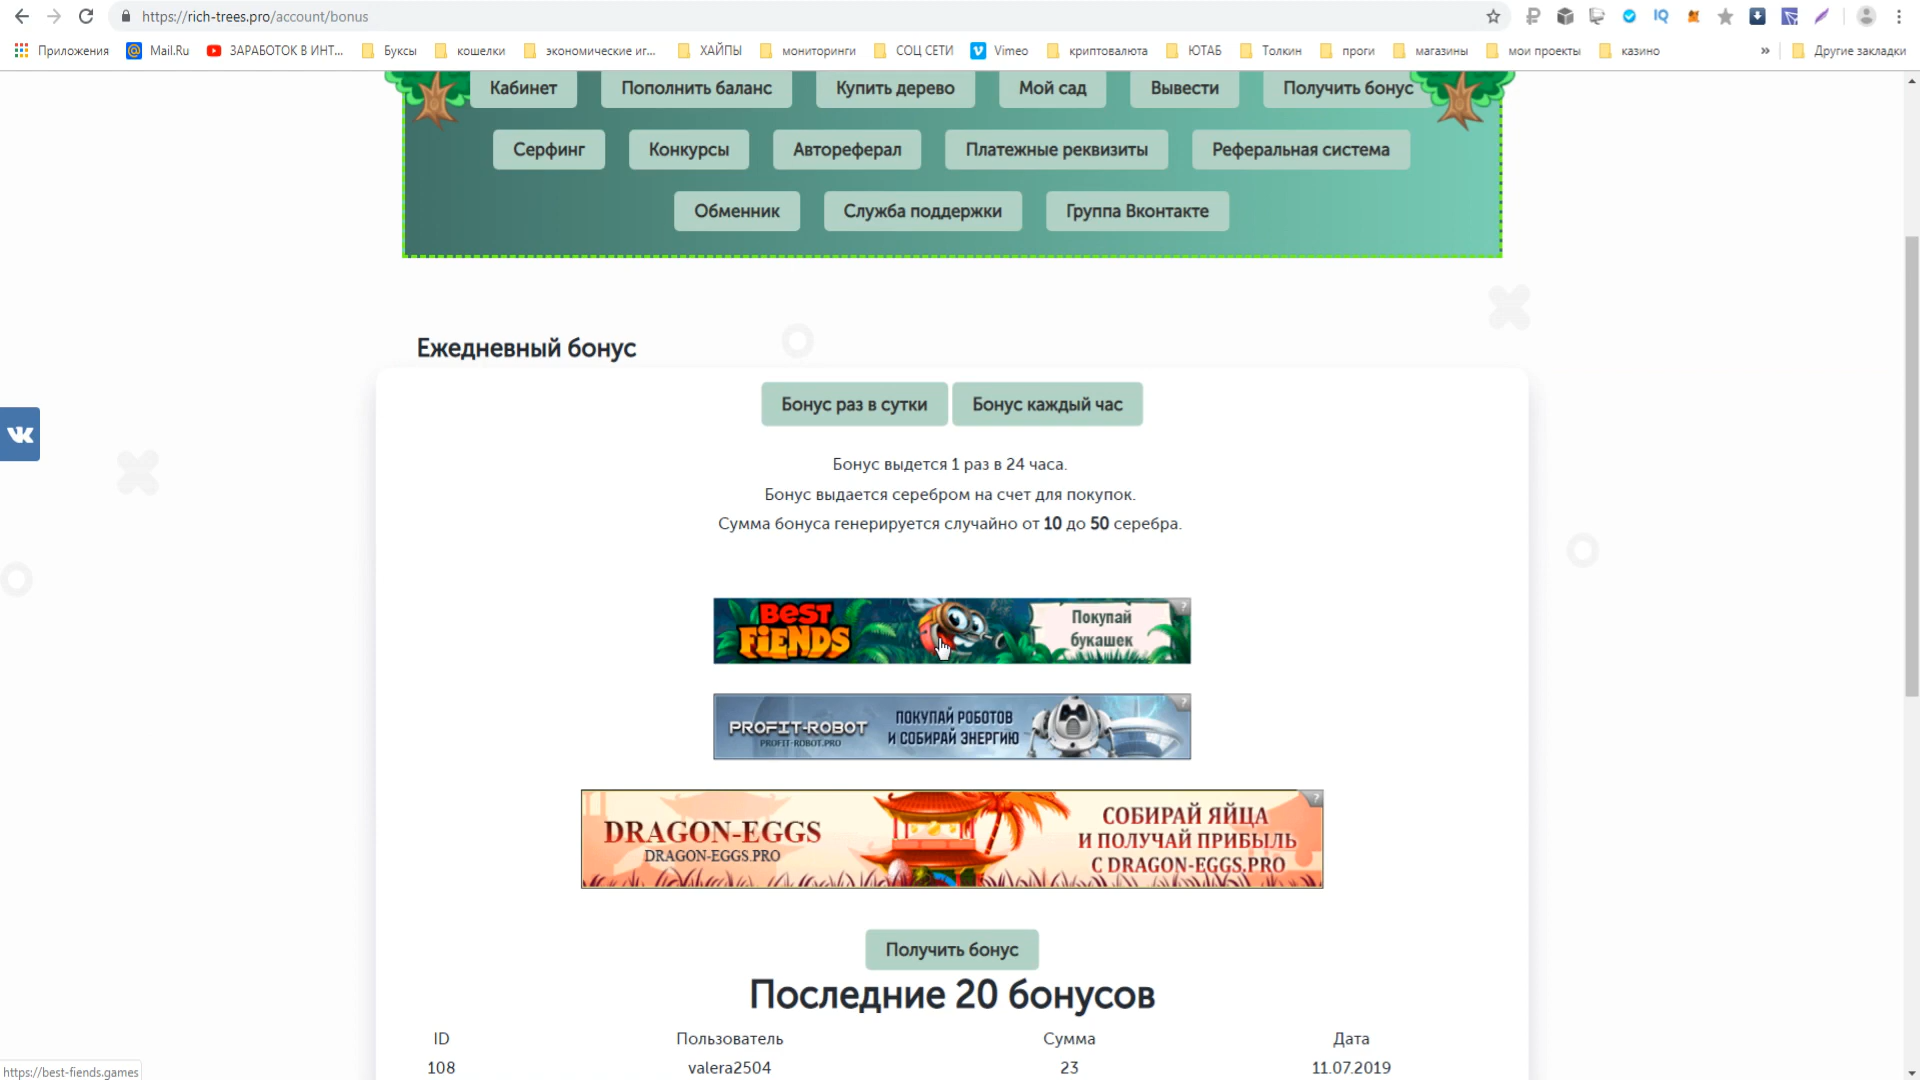 https://rich-trees.pro/account/bonus
Приложения Mail.Ru ЗАРАБОТОК В ИНТ... Буксы кошелки экономические иг... ХАЙПЫ мониторинги СОЦ СЕТИ Vimeo криптовалюта ЮТАБ Толкин проги магазины мои проекты казино » Другие закладки
Кабинет Пополнить баланс Купить дерево Мой сад Вывести Получить бонус
Серфинг Конкурсы Автореферал Платежные реквизиты Реферальная система
Обменник Служба поддержки Группа Вконтакте
Ежедневный бонус
Бонус раз в сутки Бонус каждый час
Бонус выдется 1 раз в 24 часа.
Бонус выдается серебром на счет для покупок.
Сумма бонуса генерируется случайно от 10 до 50 серебра.
BEST FIENDS
Покупай букашек
PROFIT-ROBOT
PROFIT-ROBOT.PRO
ПОКУПАЙ РОБОТОВ
И СОБИРАЙ ЭНЕРГИЮ
DRAGON-EGGS
DRAGON-EGGS.PRO
СОБИРАЙ ЯЙЦА
И ПОЛУЧАЙ ПРИБЫЛЬ
С DRAGON-EGGS.PRO
Получить бонус
Последние 20 бонусов
ID Пользователь Сумма Дата
108 valera2504 23 11.07.2019
https://best-fiends.games